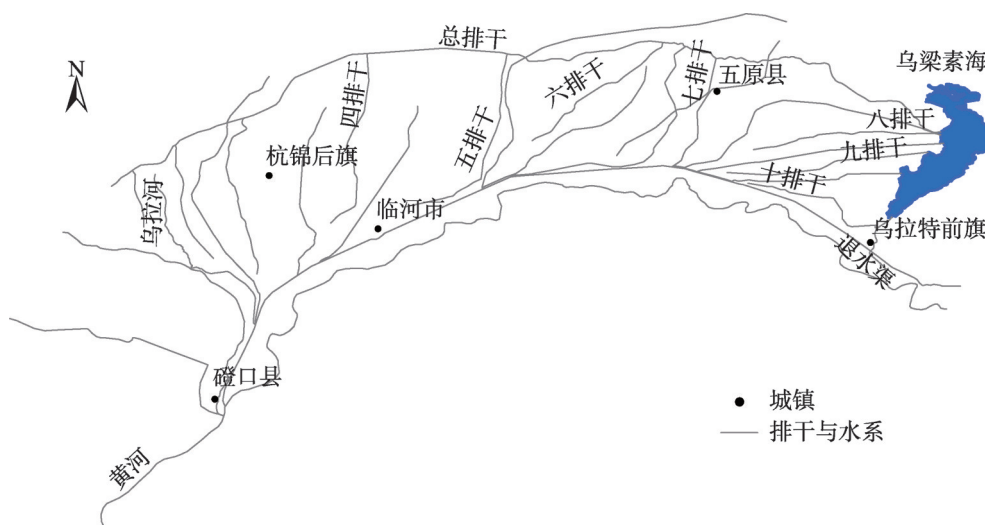 总排干
乌梁素海
N
四排干
六排干
七排干
五原县
五排干
八排干
杭锦后旗
九排干
十排干
乌拉河
临河市
乌拉特前旗
退水渠
磴口县
城镇
排干与水系
黄河